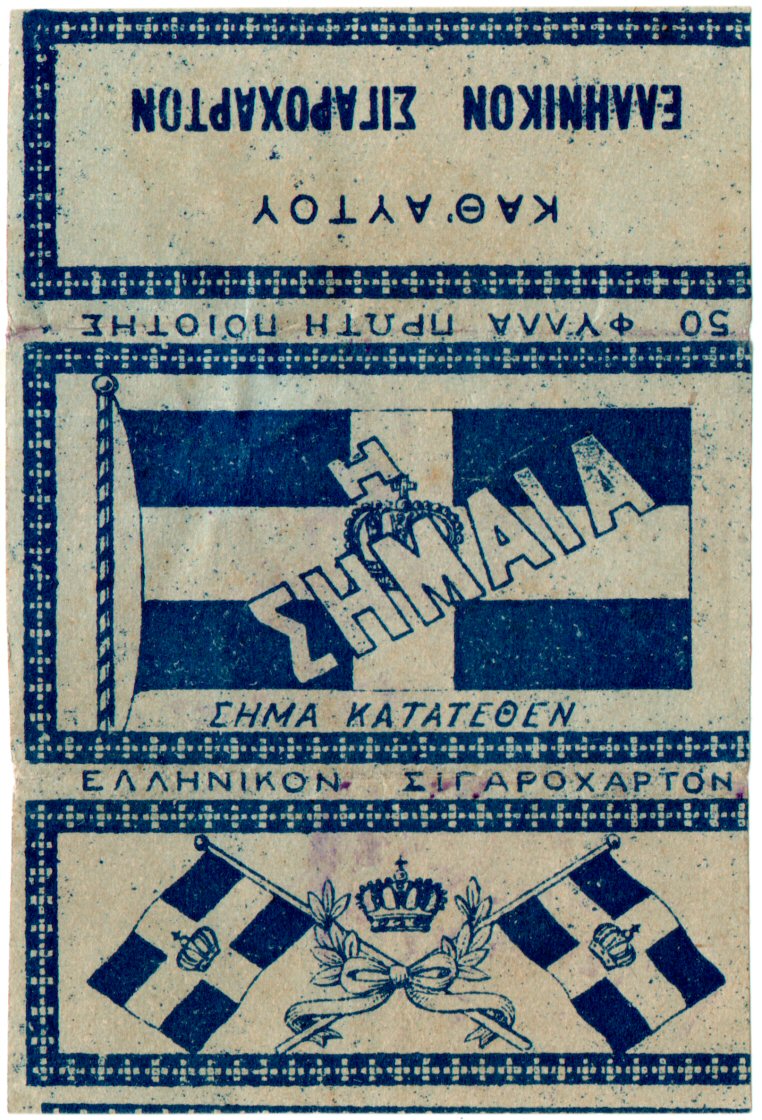 ΕΛΛΗΝΙΚΟΝ ΣΙΓΑΡΟΧΑΡΤΟΝ
ΚΑΘ' ΑΥΤΟΥ
50 ΦΥΛΛΑ ΠΡΩΤΗ ΠΟΙΟΤΗΣ
Η
ΣΗΜΑΙΑ
ΣΗΜΑ ΚΑΤΑΤΕΘΕΝ
ΕΛΛΗΝΙΚΟΝ ΣΙΓΑΡΟΧΑΡΤΟΝ